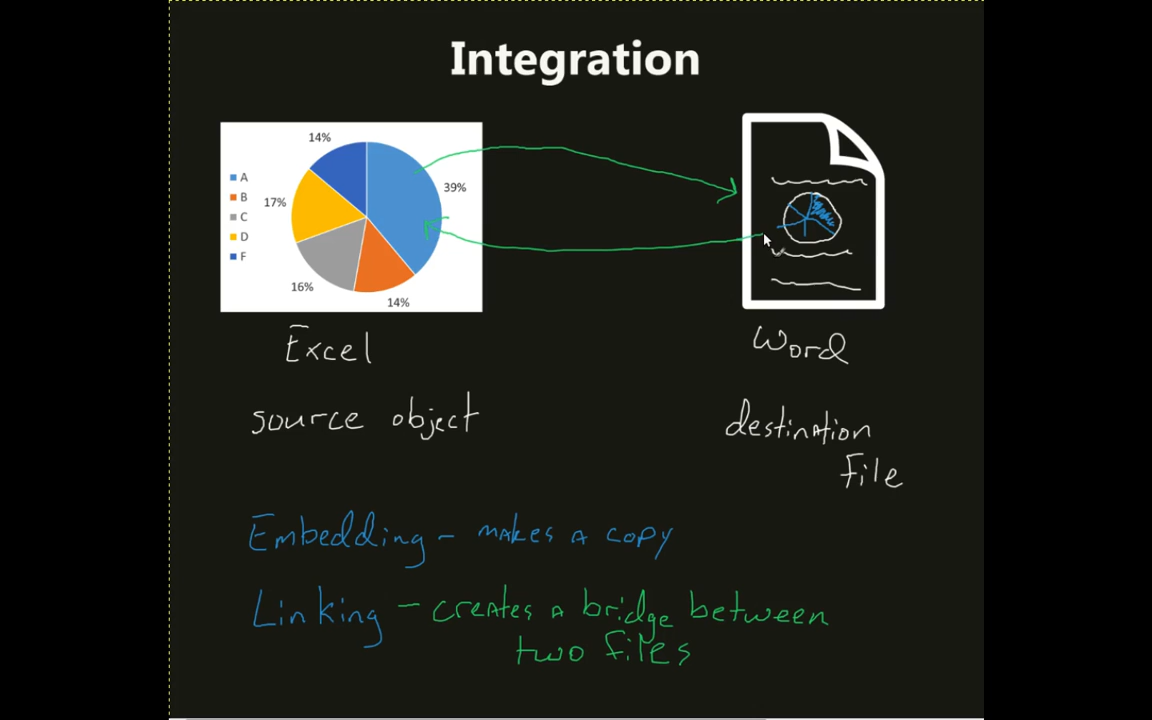 Integration
14%
A
B
C
D
F
39%
17%
16%
14%
Excel
Word
source object
destination
file
Embedding - makes a copy
Linking - creates a bridge between
two files